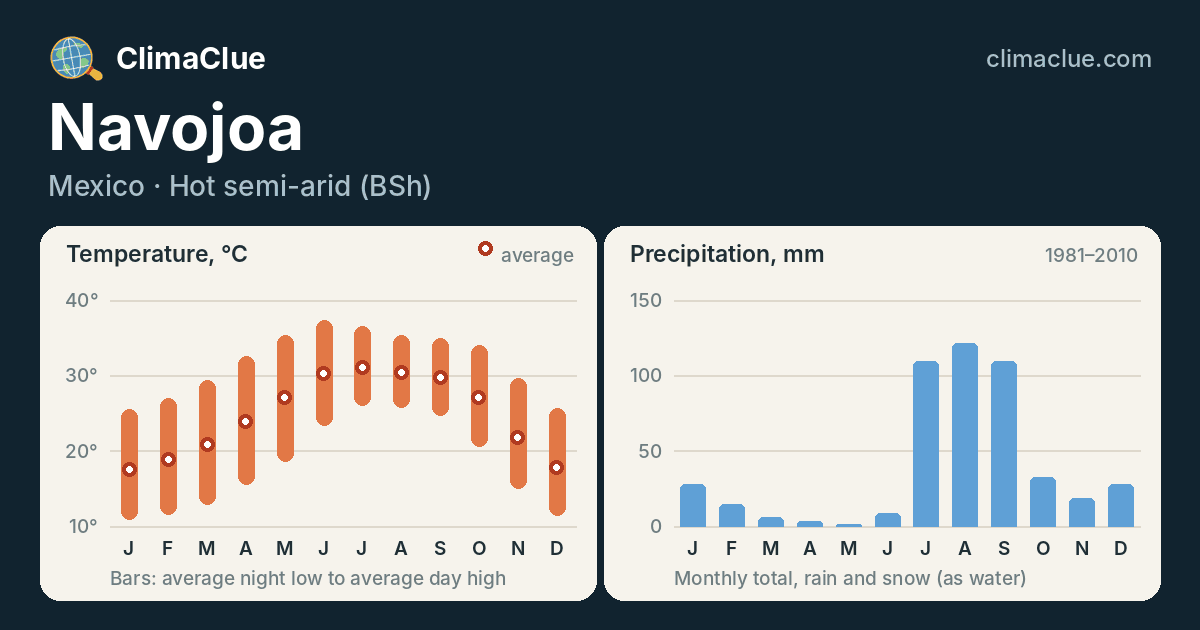 ClimaClue
climaclue.com
Navojoa
Mexico · Hot semi-arid (BSh)
Temperature, °C
average
40°
30°
20°
10°
J F M A M J J A S O N D
Bars: average night low to average day high
Precipitation, mm
1981–2010
150
100
50
0
J F M A M J J A S O N D
Monthly total, rain and snow (as water)